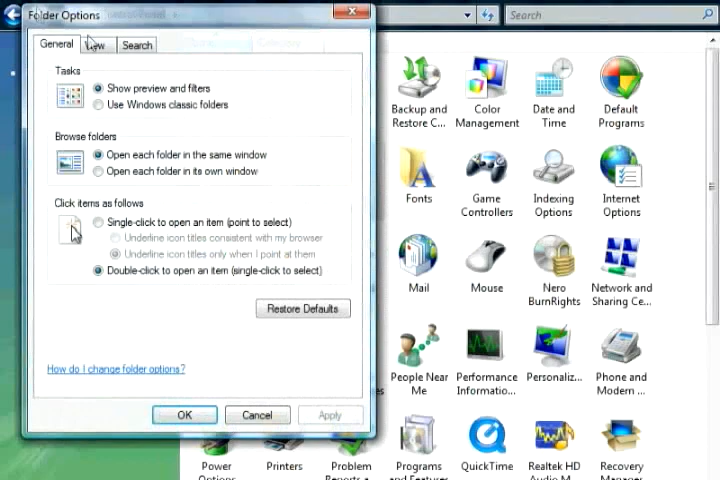 Folder Options
Search
General
View
Search
Tasks
Show preview and filters
Use Windows classic folders
Browse folders
Open each folder in the same window
Open each folder in its own window
Click items as follows
Single-click to open an item (point to select)
Underline icon titles consistent with my browser
Underline icon titles only when I point at them
Double-click to open an item (single-click to select)
Restore Defaults
How do I change folder options?
OK
Cancel
Apply
Backup and
Restore C...
Color
Management
Date and
Time
Default
Programs
Fonts
Game
Controllers
Indexing
Options
Internet
Options
Mail
Mouse
Nero
BurnRights
Network and
Sharing Ce...
People Near
Me
Performance
Informatio...
Personaliz...
Phone and
Modem ...
Power
Options
Printers
Problem
Reports a...
Programs
and Features
QuickTime
Realtek HD
Audio M...
Recovery
Manager